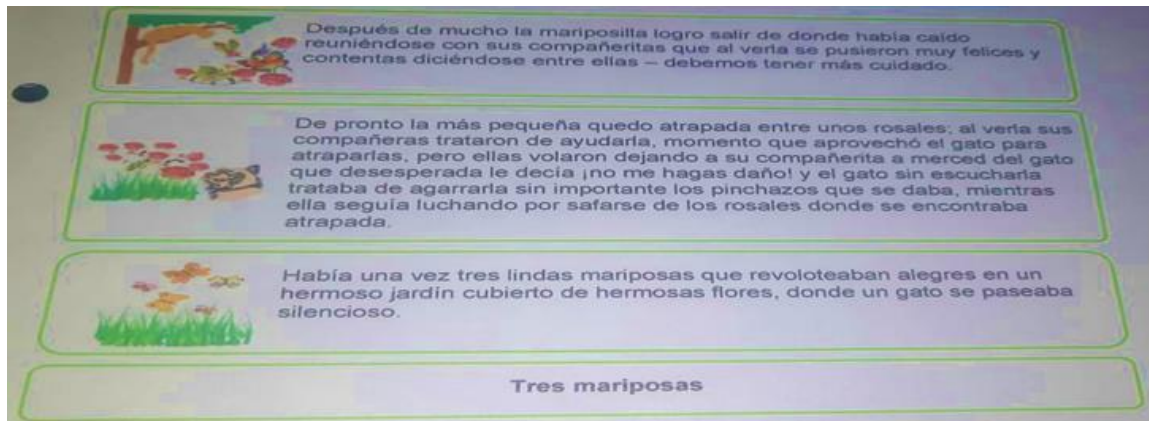 Después de mucho la mariposilla logro salir de donde había caído
reuniéndose con sus compañeritas que al verla se pusieron muy felices y
contentas diciéndose entre ellas – debemos tener más cuidado.
De pronto la más pequeña quedo atrapada entre unos rosales; al verla sus
compañeras trataron de ayudarla, momento que aprovechó el gato para
atraparlas, pero ellas volaron dejando a su compañerita a merced del gato
que desesperada le decía ¡no me hagas daño! y el gato sin escucharla
trataba de agarrarla sin importante los pinchazos que se daba, mientras
ella seguía luchando por safarse de los rosales donde se encontraba
atrapada.
Había una vez tres lindas mariposas que revoloteaban alegres en un
hermoso jardín cubierto de hermosas flores, donde un gato se paseaba
silencioso.
Tres mariposas